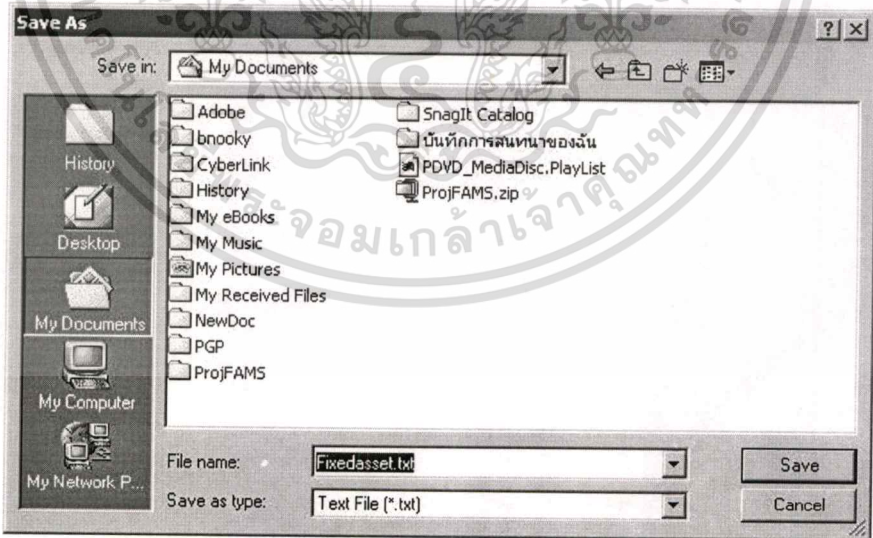 Save As
Save in: My Documents
History
Desktop
My Documents
My Computer
My Network P...
Adobe
bnooky
CyberLink
History
My eBooks
My Music
My Pictures
My Received Files
NewDoc
PGP
ProjFAMS
SnagIt Catalog
บันทึกการสนทนาของฉัน
PDVD_MediaDisc.PlayList
ProjFAMS.zip
File name: Fixedasset.txt
Save
Save as type: Text File (*.txt)
Cancel